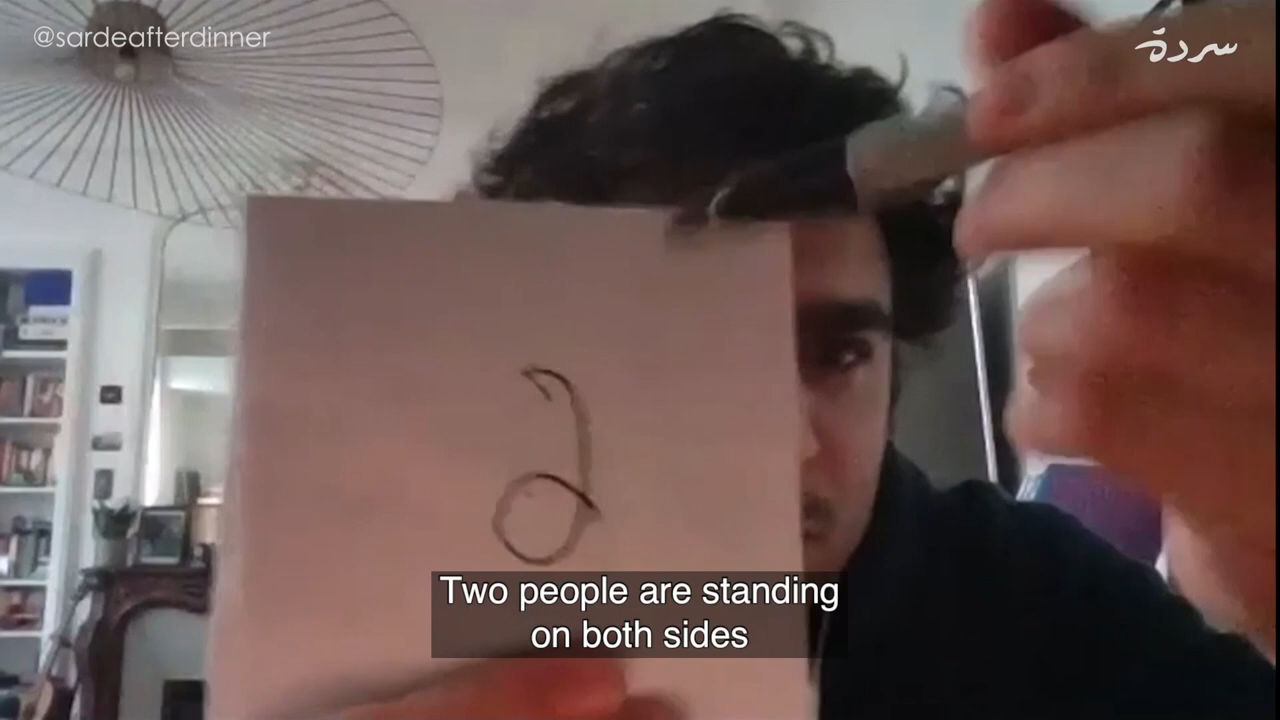 @sardeafterdinner
سردة
Two people are standing
on both sides